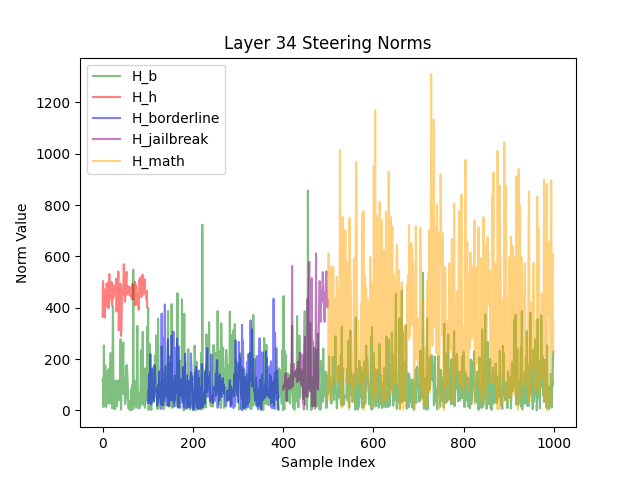 Layer 34 Steering Norms
H_b
H_h
H_borderline
H_jailbreak
H_math
Norm Value
1200
1000
800
600
400
200
0
0 200 400 600 800 1000
Sample Index